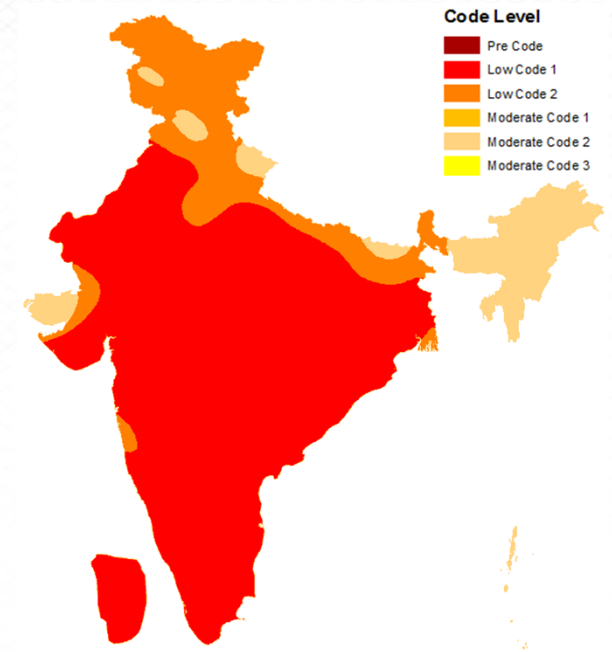 Code Level
Pre Code
Low Code 1
Low Code 2
Moderate Code 1
Moderate Code 2
Moderate Code 3